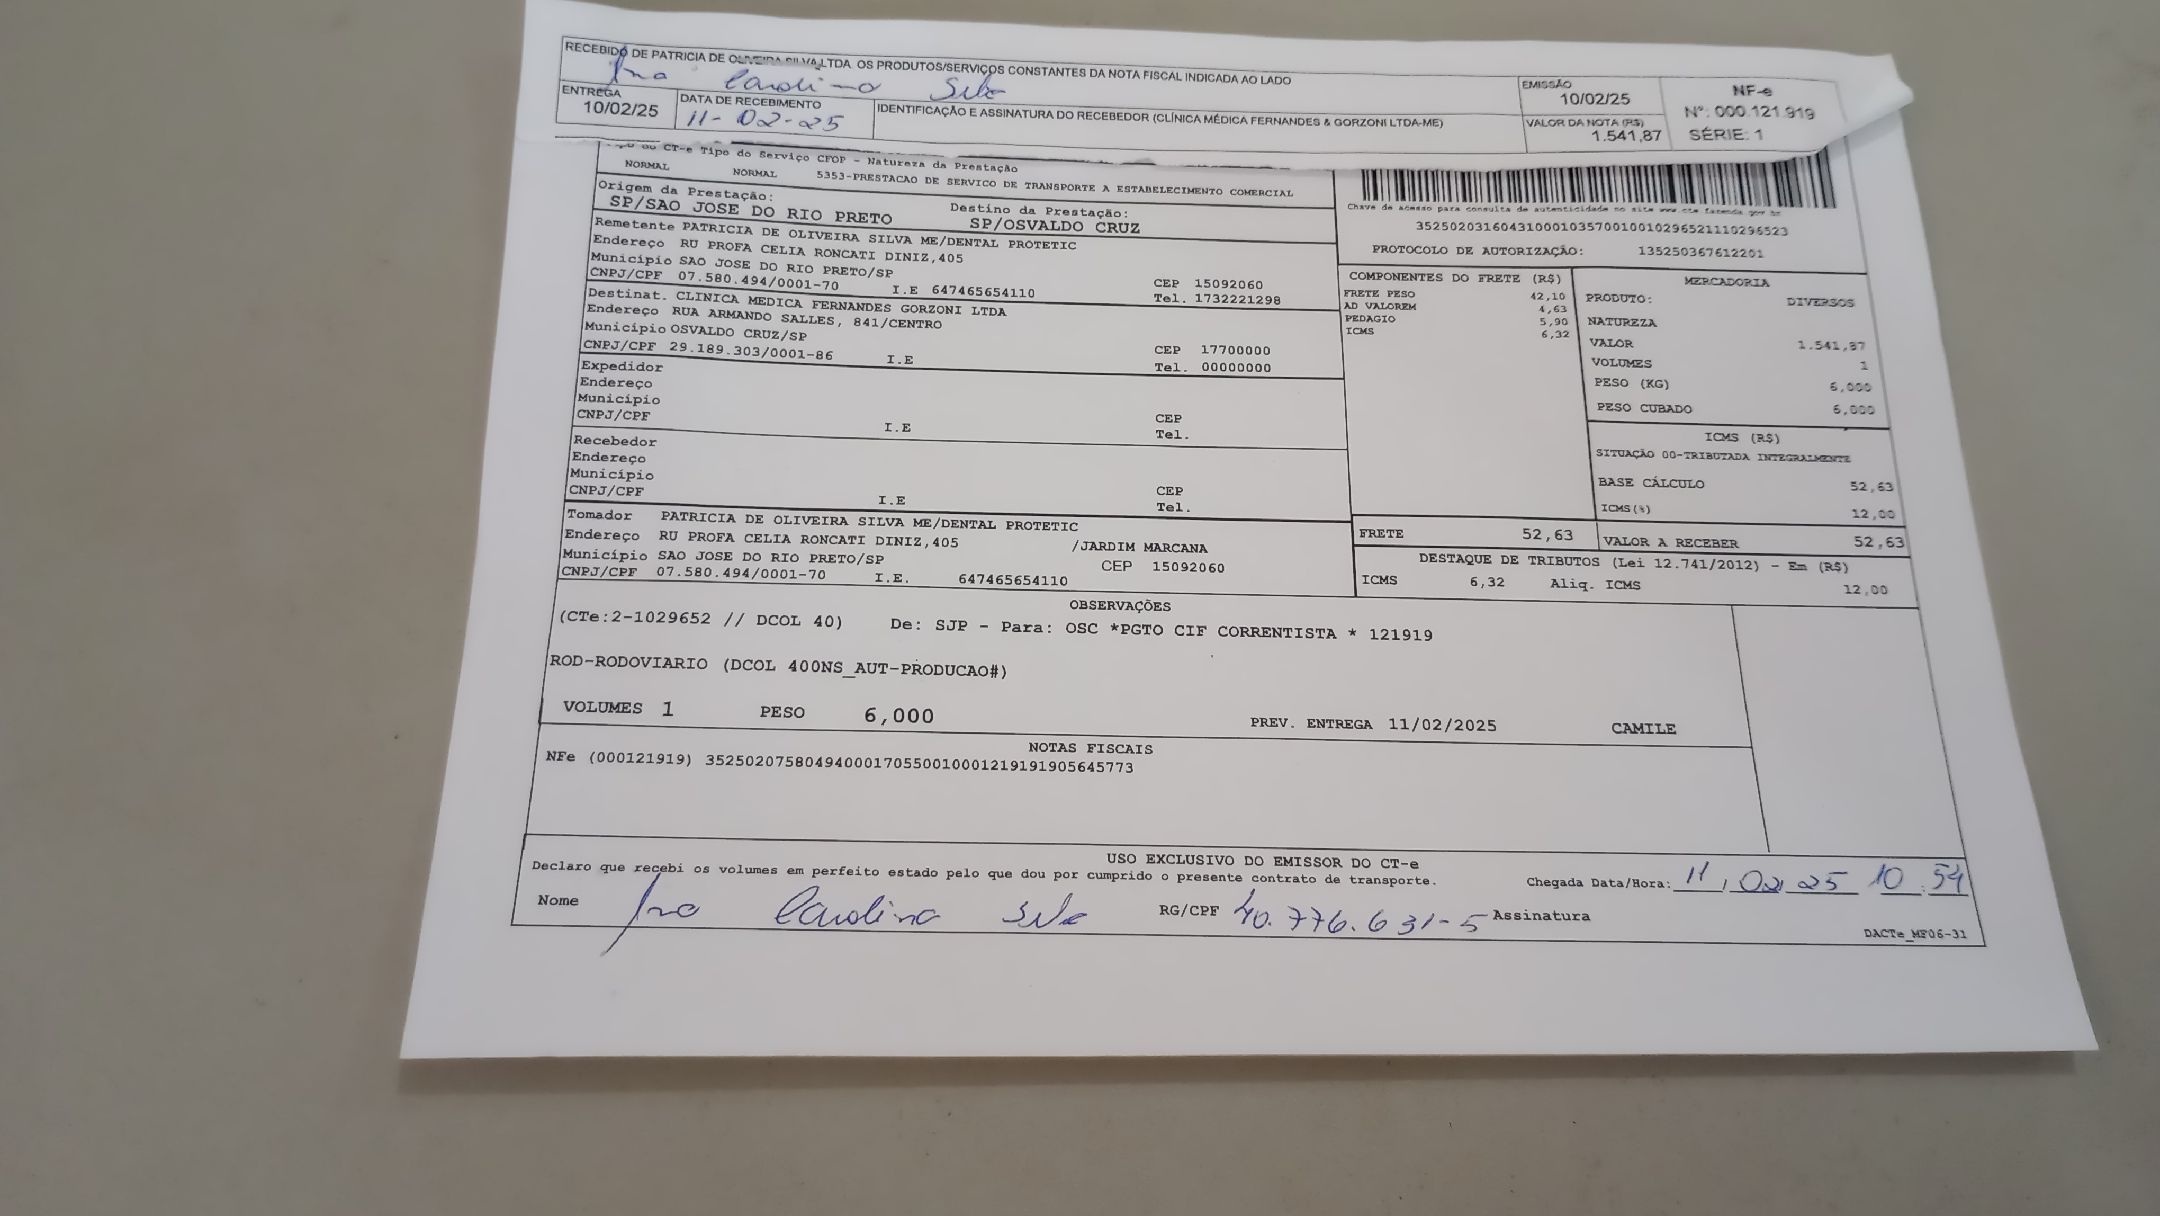 RECEBIDO DE PATRICIA DE OLIVEIRA SILVA LTDA OS PRODUTOS/SERVIÇOS CONSTANTES DA NOTA FISCAL INDICADA AO LADO
Ana Carolina Silva
ENTREGA
10/02/25
DATA DE RECEBIMENTO
11-02-25
IDENTIFICAÇÃO E ASSINATURA DO RECEBEDOR (CLÍNICA MÉDICA FERNANDES & GORZONI LTDA-ME)
EMISSÃO
10/02/25
VALOR DA NOTA (R$)
1.541,87
NF-e
Nº: 000.121.919
SÉRIE: 1
CT-e Tipo do Serviço CFOP - Natureza da Prestação
NORMAL NORMAL 5353-PRESTACAO DE SERVICO DE TRANSPORTE A ESTABELECIMENTO COMERCIAL
Origem da Prestação: Destino da Prestação:
SP/SAO JOSE DO RIO PRETO SP/OSVALDO CRUZ
Remetente PATRICIA DE OLIVEIRA SILVA ME/DENTAL PROTETIC
Endereço RU PROFA CELIA RONCATI DINIZ,405
Município SAO JOSE DO RIO PRETO/SP CEP 15092060
CNPJ/CPF 07.580.494/0001-70 I.E 647465654110 Tel. 1732221298
Destinat. CLINICA MEDICA FERNANDES GORZONI LTDA
Endereço RUA ARMANDO SALLES, 841/CENTRO
Município OSVALDO CRUZ/SP CEP 17700000
CNPJ/CPF 29.189.303/0001-86 I.E Tel. 00000000
Expedidor
Endereço
Município CEP
CNPJ/CPF I.E Tel.
Recebedor
Endereço
Município CEP
CNPJ/CPF I.E Tel.
Tomador PATRICIA DE OLIVEIRA SILVA ME/DENTAL PROTETIC
Endereço RU PROFA CELIA RONCATI DINIZ,405 /JARDIM MARCANA
Município SAO JOSE DO RIO PRETO/SP CEP 15092060
CNPJ/CPF 07.580.494/0001-70 I.E. 647465654110
Chave de acesso para consulta de autenticidade no site www.cte.fazenda.gov.br
35250203160431000103570010010296521110296523
PROTOCOLO DE AUTORIZAÇÃO: 135250367612201
COMPONENTES DO FRETE (R$)
FRETE PESO 42,10
AD VALOREM 4,63
PEDAGIO 5,90
ICMS 6,32
MERCADORIA
PRODUTO: DIVERSOS
NATUREZA
VALOR 1.541,87
VOLUMES 1
PESO (KG) 6,000
PESO CUBADO 6,000
ICMS (R$)
SITUAÇÃO 00-TRIBUTADA INTEGRALMENTE
BASE CÁLCULO 52,63
ICMS(%) 12,00
FRETE 52,63 VALOR A RECEBER 52,63
DESTAQUE DE TRIBUTOS (Lei 12.741/2012) - Em (R$)
ICMS 6,32 Aliq. ICMS 12,00
OBSERVAÇÕES
(CTe:2-1029652 // DCOL 40) De: SJP - Para: OSC *PGTO CIF CORRENTISTA * 121919
ROD-RODOVIARIO (DCOL 400NS_AUT-PRODUCAO#)
VOLUMES 1 PESO 6,000 PREV. ENTREGA 11/02/2025 CAMILE
NOTAS FISCAIS
NFe (000121919) 35250207580494000170550010001219191905645773
USO EXCLUSIVO DO EMISSOR DO CT-e
Declaro que recebi os volumes em perfeito estado pelo que dou por cumprido o presente contrato de transporte. Chegada Data/Hora: 11,02,25 10:54
Nome Ana Carolina Silva RG/CPF 40.776.631-5 Assinatura
DACTe_MF06-31